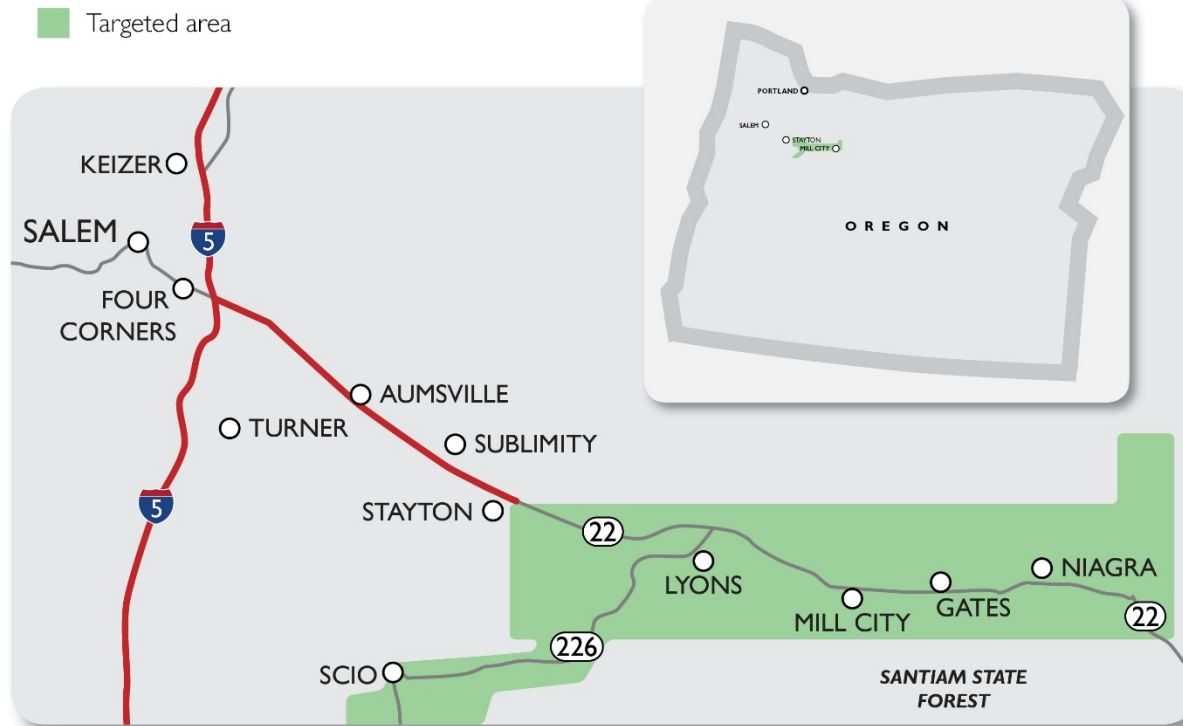 Targeted area
PORTLAND
SALEM
STAYTON
MILL CITY
OREGON
KEIZER
SALEM
5
FOUR
CORNERS
AUMSVILLE
TURNER
SUBLIMITY
5
STAYTON
22
LYONS
NIAGRA
GATES
MILL CITY
22
226
SCIO
SANTIAM STATE
FOREST